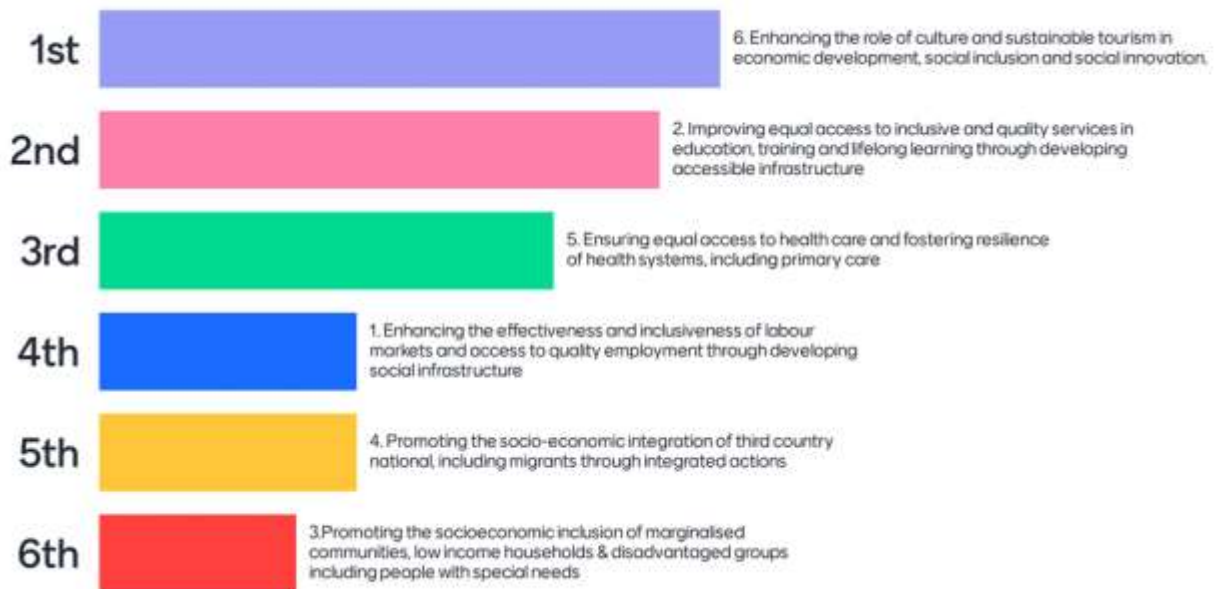 1st
6. Enhancing the role of culture and sustainable tourism in
economic development, social inclusion and social innovation.
2nd
2. Improving equal access to inclusive and quality services in
education, training and lifelong learning through developing
accessible infrastructure
3rd
5. Ensuring equal access to health care and fostering resilience
of health systems, including primary care
4th
1. Enhancing the effectiveness and inclusiveness of labour
markets and access to quality employment through developing
social infrastructure
5th
4. Promoting the socio-economic integration of third country
national, including migrants through integrated actions
6th
3.Promoting the socioeconomic inclusion of marginalised
communities, low income households & disadvantaged groups
including people with special needs